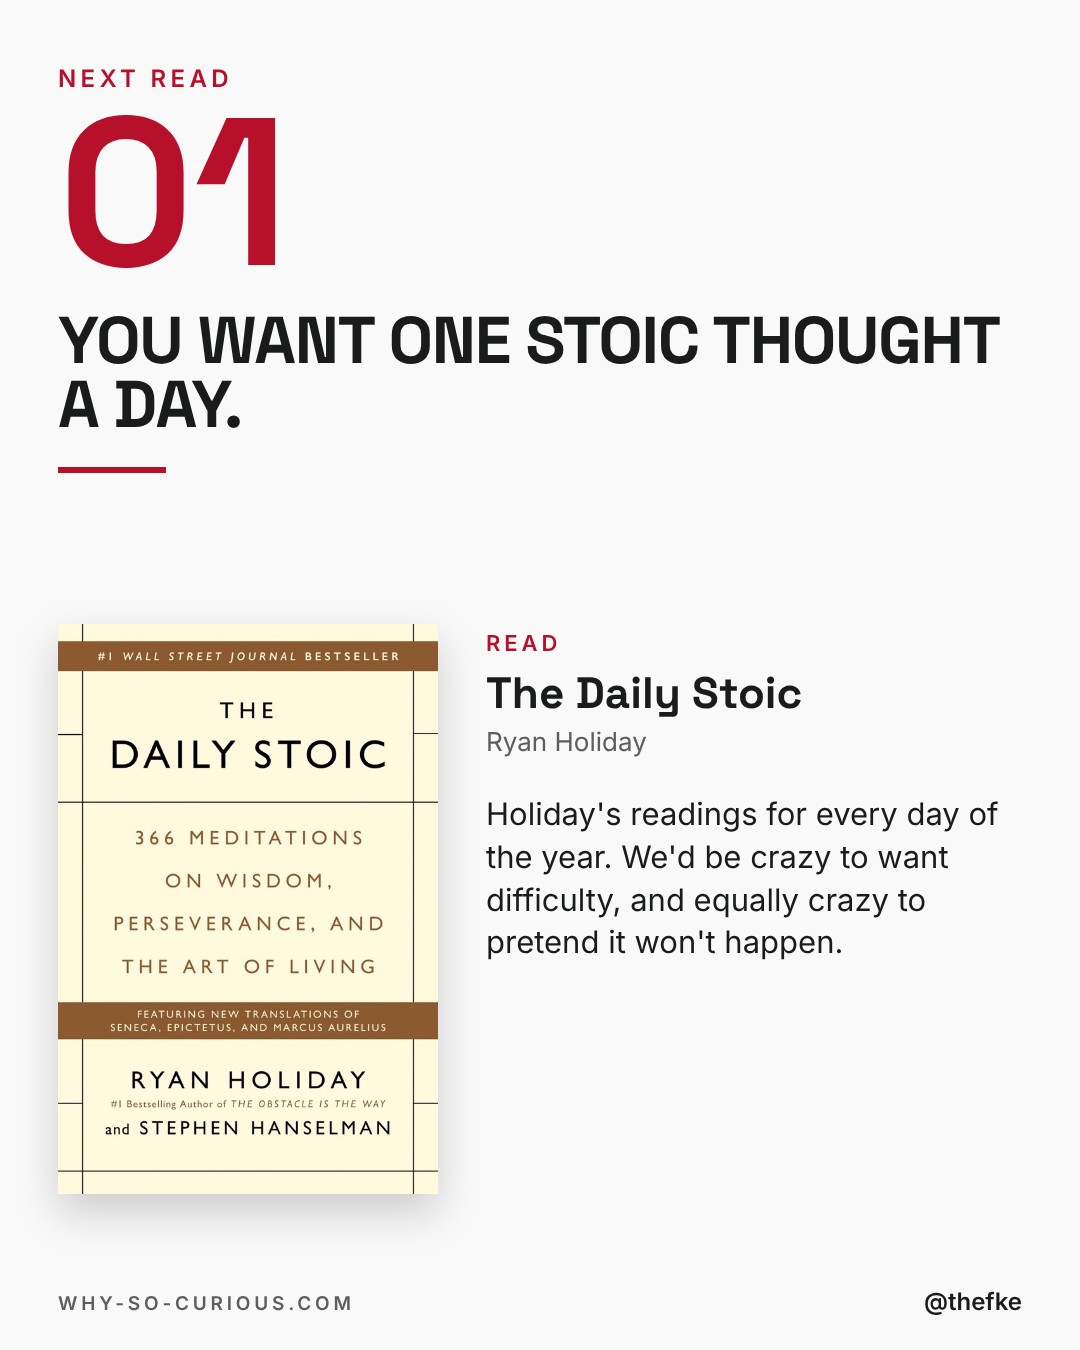 NEXT READ
01
YOU WANT ONE STOIC THOUGHT
A DAY.
#1 WALL STREET JOURNAL BESTSELLER
THE
DAILY STOIC
366 MEDITATIONS
ON WISDOM,
PERSEVERANCE, AND
THE ART OF LIVING
FEATURING NEW TRANSLATIONS OF
SENECA, EPICTETUS, AND MARCUS AURELIUS
RYAN HOLIDAY
#1 Bestselling Author of THE OBSTACLE IS THE WAY
and STEPHEN HANSELMAN
READ
The Daily Stoic
Ryan Holiday
Holiday's readings for every day of
the year. We'd be crazy to want
difficulty, and equally crazy to
pretend it won't happen.
WHY-SO-CURIOUS.COM
@thefke